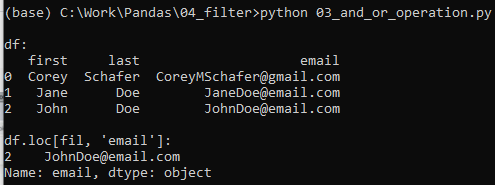 (base) C:\Work\Pandas\04_filter>python 03_and_or_operation.py
df:
first last email
0 Corey Schafer CoreyMSchafer@gmail.com
1 Jane Doe JaneDoe@email.com
2 John Doe JohnDoe@email.com
df.loc[fil, 'email']:
2 JohnDoe@email.com
Name: email, dtype: object